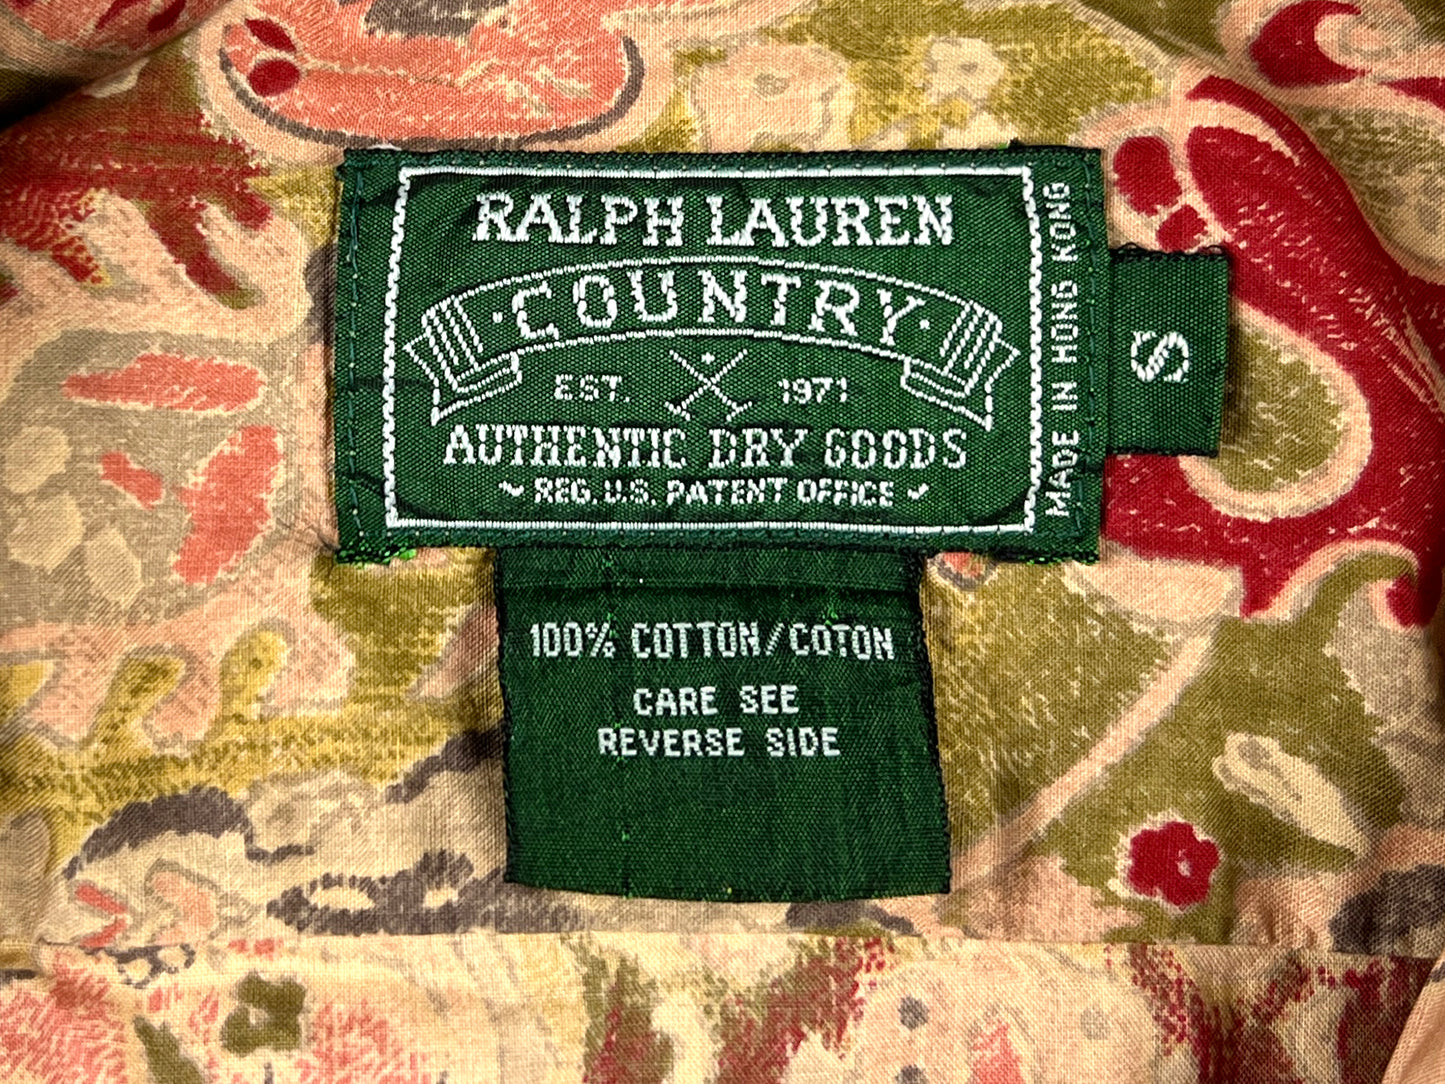 RALPH LAUREN
·COUNTRY·
EST. 1971
AUTHENTIC DRY GOODS
~ REG. U.S. PATENT OFFICE ~
MADE IN HONG KONG
S
100% COTTON/COTON
CARE SEE
REVERSE SIDE